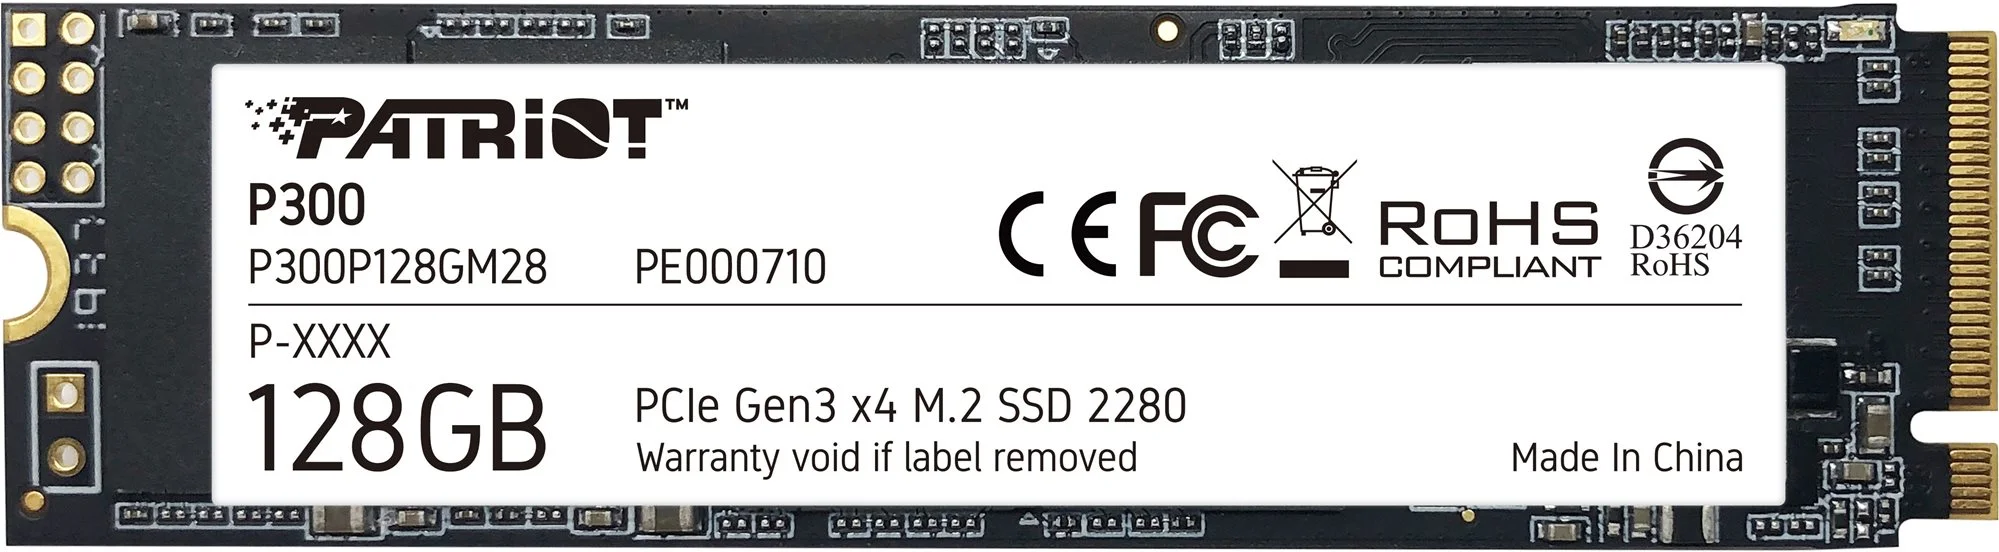 PATRIOT™
P300
P300P128GM28 PE000710
CE FC RoHS COMPLIANT
D36204
RoHS
P-XXXX
128GB
PCIe Gen3 x4 M.2 SSD 2280
Warranty void if label removed
Made In China
1937